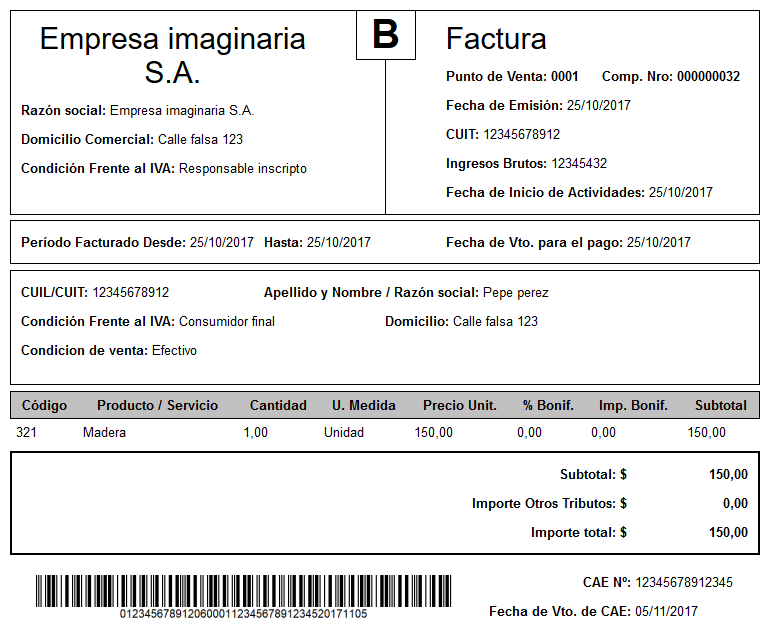 Empresa imaginaria
S.A.
B
Factura
Razón social: Empresa imaginaria S.A.
Domicilio Comercial: Calle falsa 123
Condición Frente al IVA: Responsable inscripto
Punto de Venta: 0001 Comp. Nro: 000000032
Fecha de Emisión: 25/10/2017
CUIT: 12345678912
Ingresos Brutos: 12345432
Fecha de Inicio de Actividades: 25/10/2017
Período Facturado Desde: 25/10/2017 Hasta: 25/10/2017 Fecha de Vto. para el pago: 25/10/2017
CUIL/CUIT: 12345678912 Apellido y Nombre / Razón social: Pepe perez
Condición Frente al IVA: Consumidor final Domicilio: Calle falsa 123
Condicion de venta: Efectivo
Código Producto / Servicio Cantidad U. Medida Precio Unit. % Bonif. Imp. Bonif. Subtotal
321 Madera 1,00 Unidad 150,00 0,00 0,00 150,00
Subtotal: $ 150,00
Importe Otros Tributos: $ 0,00
Importe total: $ 150,00
0123456789120600011234567891234520171105
CAE Nº: 12345678912345
Fecha de Vto. de CAE: 05/11/2017